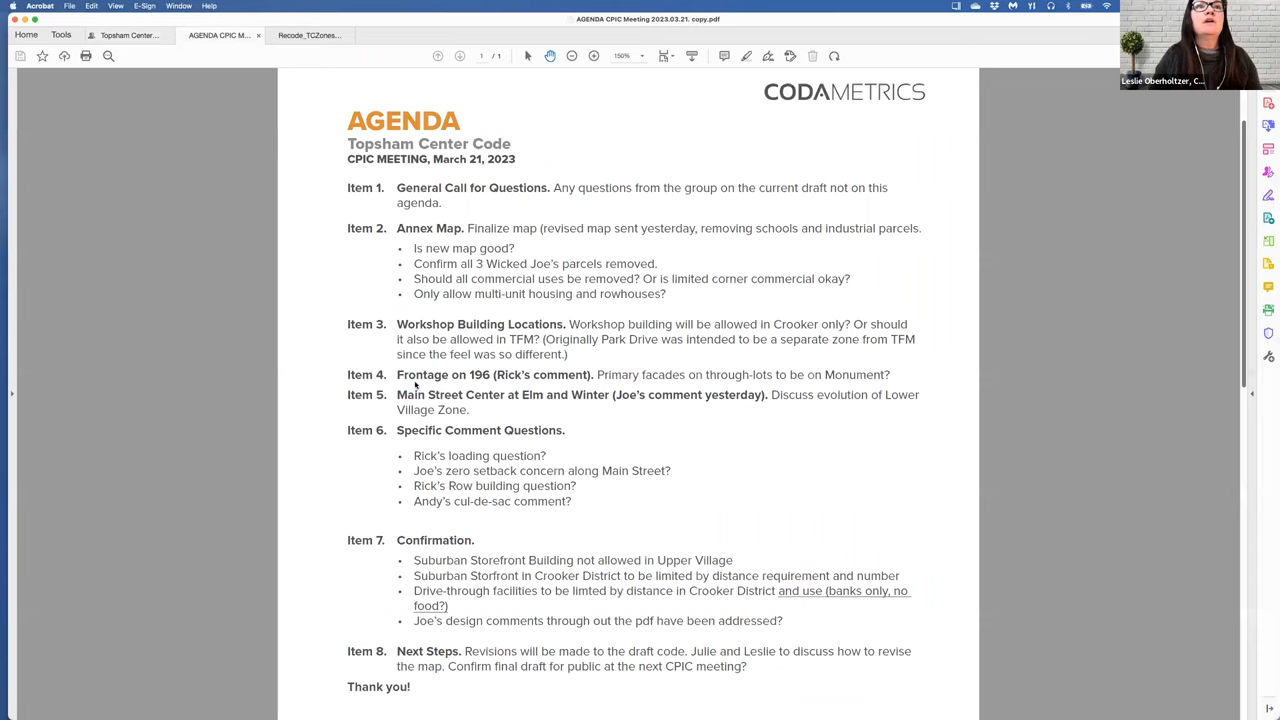 Acrobat File Edit View E-Sign Window Help
AGENDA CPIC Meeting 2023.03.21. copy.pdf
Home Tools Topsham Center... AGENDA CPIC M... × Recode_TCZones...
1 / 1 150%
Leslie Oberholtzer, C...
CODAMETRICS
AGENDA
Topsham Center Code
CPIC MEETING, March 21, 2023
Item 1. General Call for Questions. Any questions from the group on the current draft not on this
agenda.
Item 2. Annex Map. Finalize map (revised map sent yesterday, removing schools and industrial parcels.
• Is new map good?
• Confirm all 3 Wicked Joe's parcels removed.
• Should all commercial uses be removed? Or is limited corner commercial okay?
• Only allow multi-unit housing and rowhouses?
Item 3. Workshop Building Locations. Workshop building will be allowed in Crooker only? Or should
it also be allowed in TFM? (Originally Park Drive was intended to be a separate zone from TFM
since the feel was so different.)
Item 4. Frontage on 196 (Rick's comment). Primary facades on through-lots to be on Monument?
Item 5. Main Street Center at Elm and Winter (Joe's comment yesterday). Discuss evolution of Lower
Village Zone.
Item 6. Specific Comment Questions.
• Rick's loading question?
• Joe's zero setback concern along Main Street?
• Rick's Row building question?
• Andy's cul-de-sac comment?
Item 7. Confirmation.
• Suburban Storefront Building not allowed in Upper Village
• Suburban Storfront in Crooker District to be limited by distance requirement and number
• Drive-through facilities to be limted by distance in Crooker District and use (banks only, no
food?)
• Joe's design comments through out the pdf have been addressed?
Item 8. Next Steps. Revisions will be made to the draft code. Julie and Leslie to discuss how to revise
the map. Confirm final draft for public at the next CPIC meeting?
Thank you!